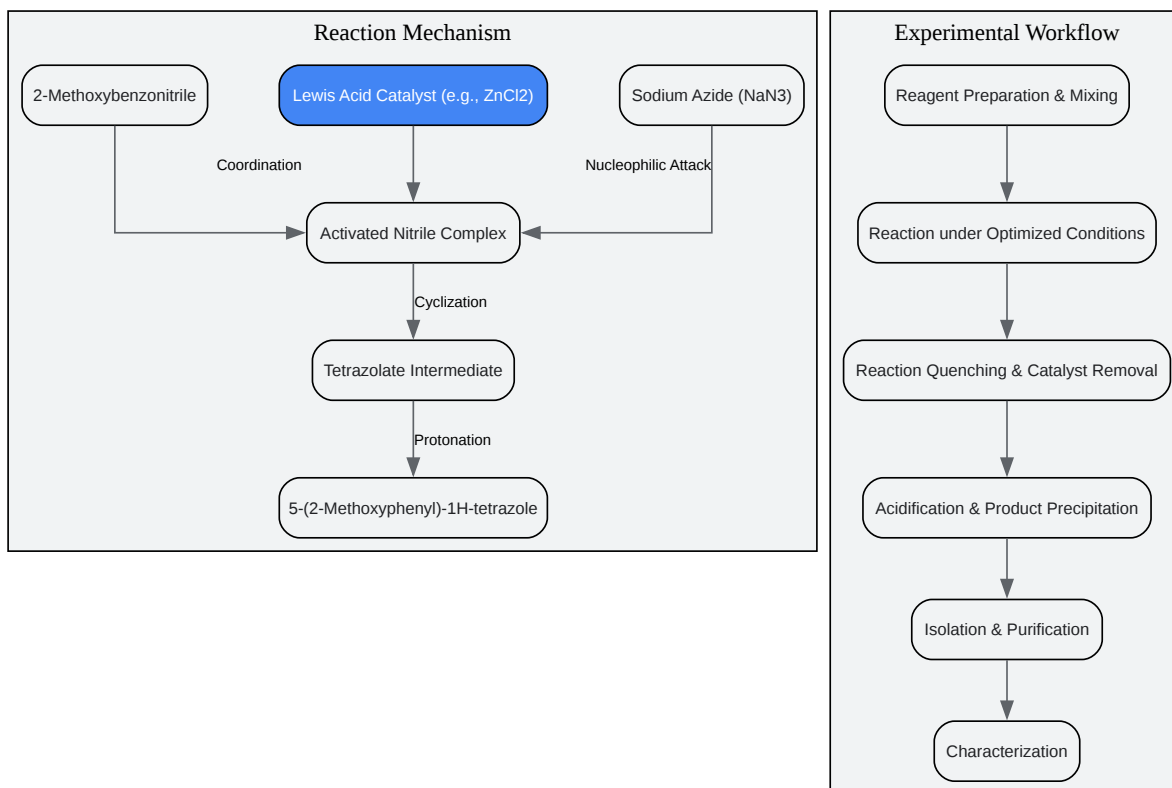 Reaction Mechanism
2-Methoxybenzonitrile
Lewis Acid Catalyst (e.g., ZnCl2)
Sodium Azide (NaN3)
Coordination
Nucleophilic Attack
Activated Nitrile Complex
Cyclization
Tetrazolate Intermediate
Protonation
5-(2-Methoxyphenyl)-1H-tetrazole
Experimental Workflow
Reagent Preparation & Mixing
Reaction under Optimized Conditions
Reaction Quenching & Catalyst Removal
Acidification & Product Precipitation
Isolation & Purification
Characterization